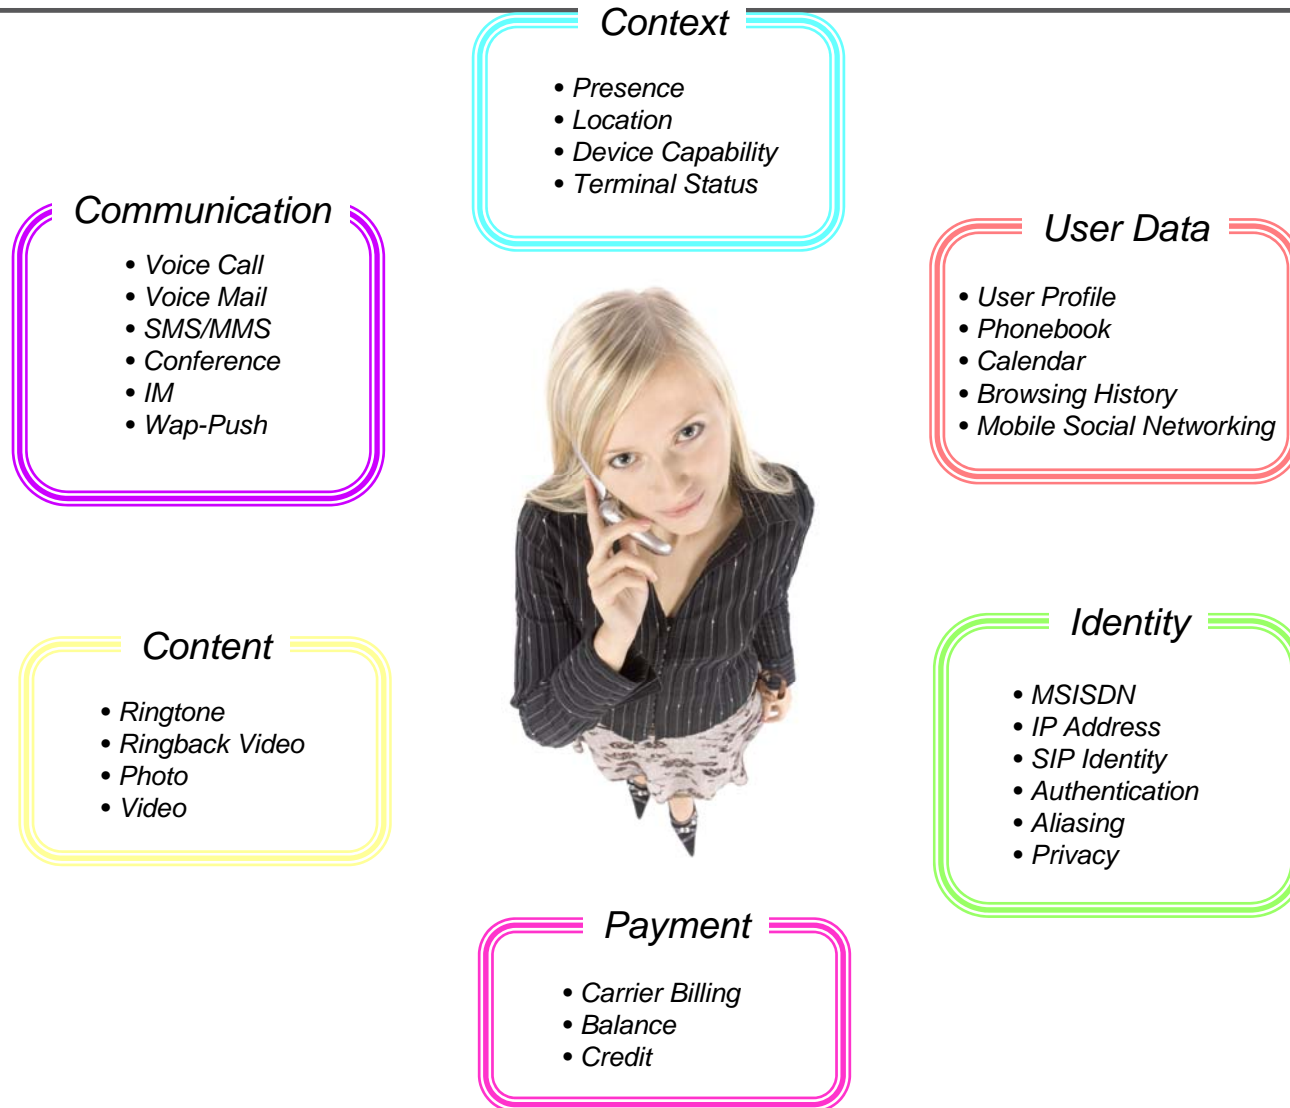 Context
• Presence
• Location
• Device Capability
• Terminal Status
Communication
• Voice Call
• Voice Mail
• SMS/MMS
• Conference
• IM
• Wap-Push
User Data
• User Profile
• Phonebook
• Calendar
• Browsing History
• Mobile Social Networking
Content
• Ringtone
• Ringback Video
• Photo
• Video
Identity
• MSISDN
• IP Address
• SIP Identity
• Authentication
• Aliasing
• Privacy
Payment
• Carrier Billing
• Balance
• Credit